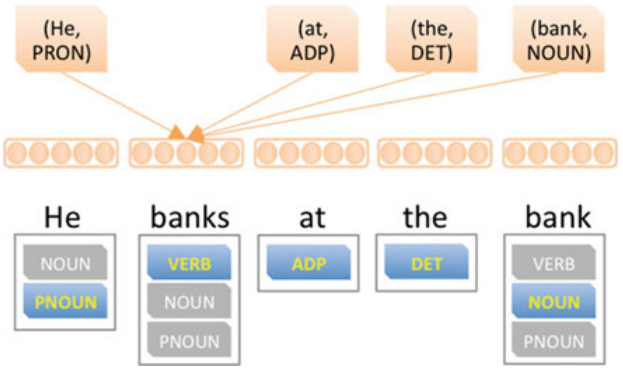 (He,
PRON)
(at,
ADP)
(the,
DET)
(bank,
NOUN)
He banks at the bank
NOUN VERB ADP DET VERB
PNOUN NOUN NOUN
PNOUN PNOUN